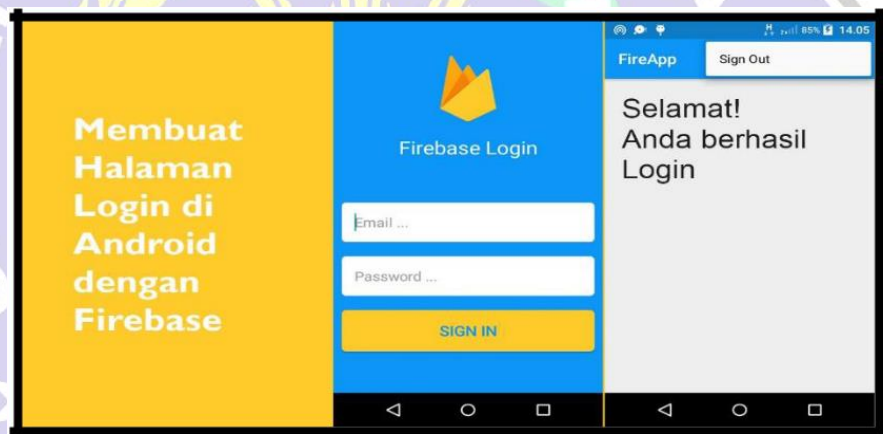 Membuat
Halaman
Login di
Android
dengan
Firebase
Firebase Login
Email ...
Password ...
SIGN IN
85% 14.05
FireApp
Sign Out
Selamat!
Anda berhasil
Login